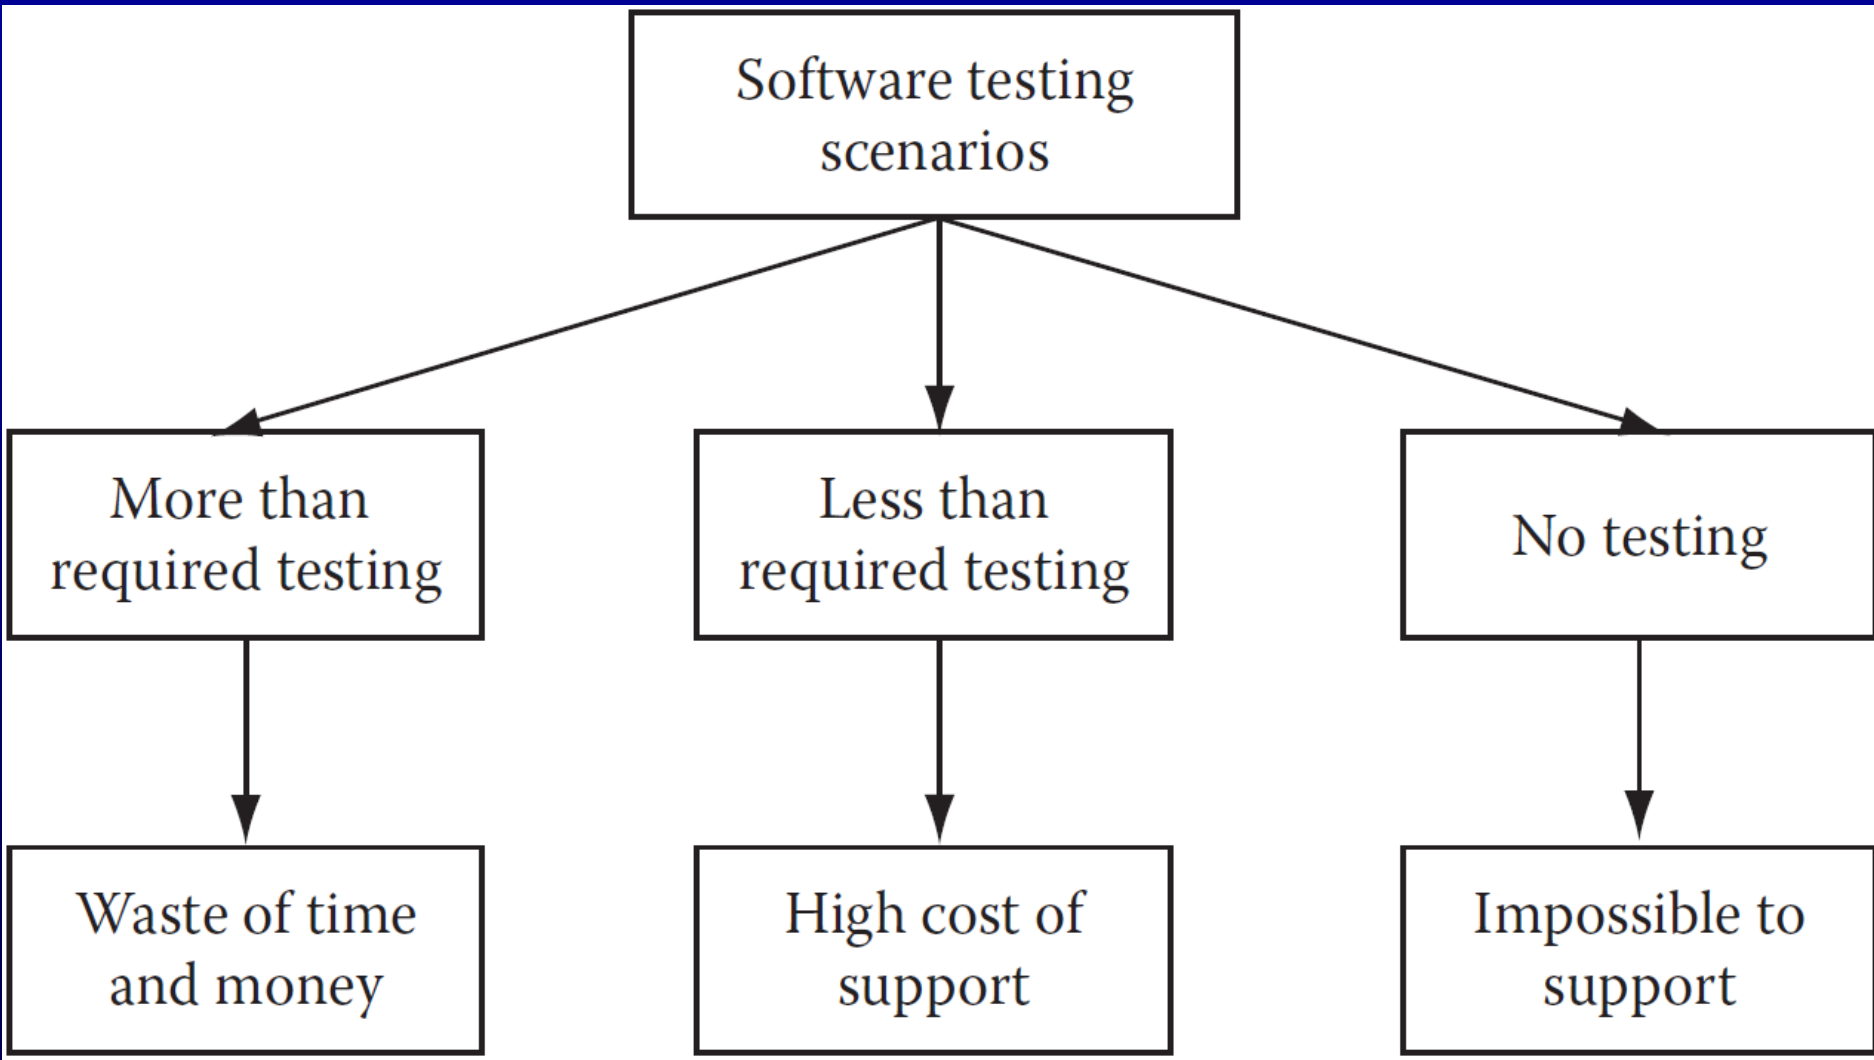 Software testing
scenarios
More than
required testing
Less than
required testing
No testing
Waste of time
and money
High cost of
support
Impossible to
support